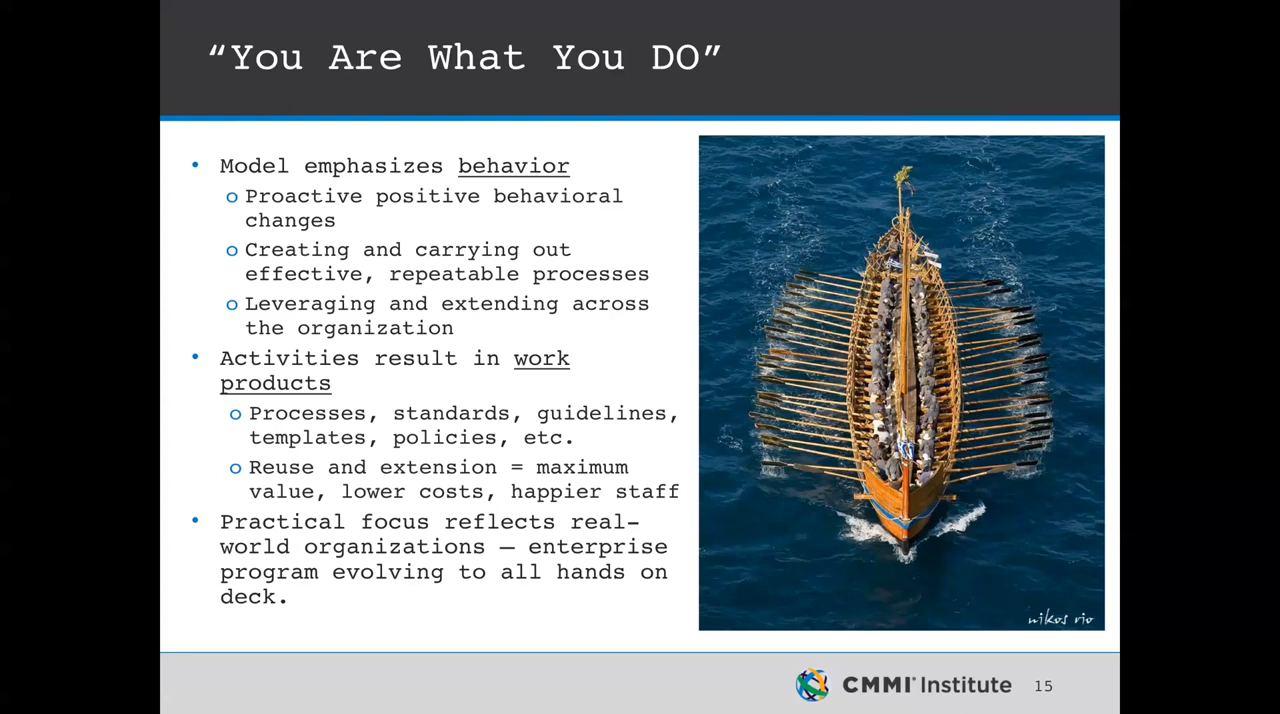 “You Are What You DO”
• Model emphasizes behavior
o Proactive positive behavioral
changes
o Creating and carrying out
effective, repeatable processes
o Leveraging and extending across
the organization
• Activities result in work
products
o Processes, standards, guidelines,
templates, policies, etc.
o Reuse and extension = maximum
value, lower costs, happier staff
• Practical focus reflects real-
world organizations – enterprise
program evolving to all hands on
deck.
nikos rio
CMMI® Institute
15